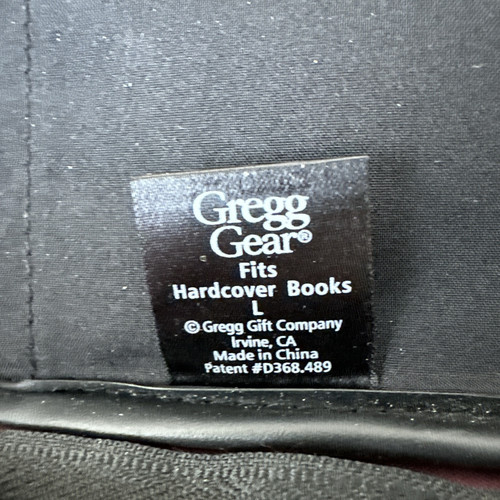 Gregg
Gear®
Fits
Hardcover Books
L
© Gregg Gift Company
Irvine, CA
Made in China
Patent #D368.489